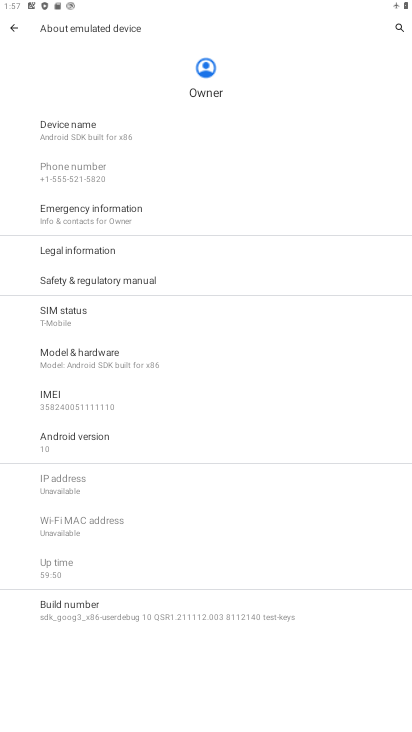 1:57
About emulated device
Owner
Device name
Android SDK built for x86
Phone number
+1-555-521-5820
Emergency information
Info & contacts for Owner
Legal information
Safety & regulatory manual
SIM status
T-Mobile
Model & hardware
Model: Android SDK built for x86
IMEI
358240051111110
Android version
10
IP address
Unavailable
Wi-Fi MAC address
Unavailable
Up time
59:50
Build number
sdk_goog3_x86-userdebug 10 QSR1.211112.003 8112140 test-keys